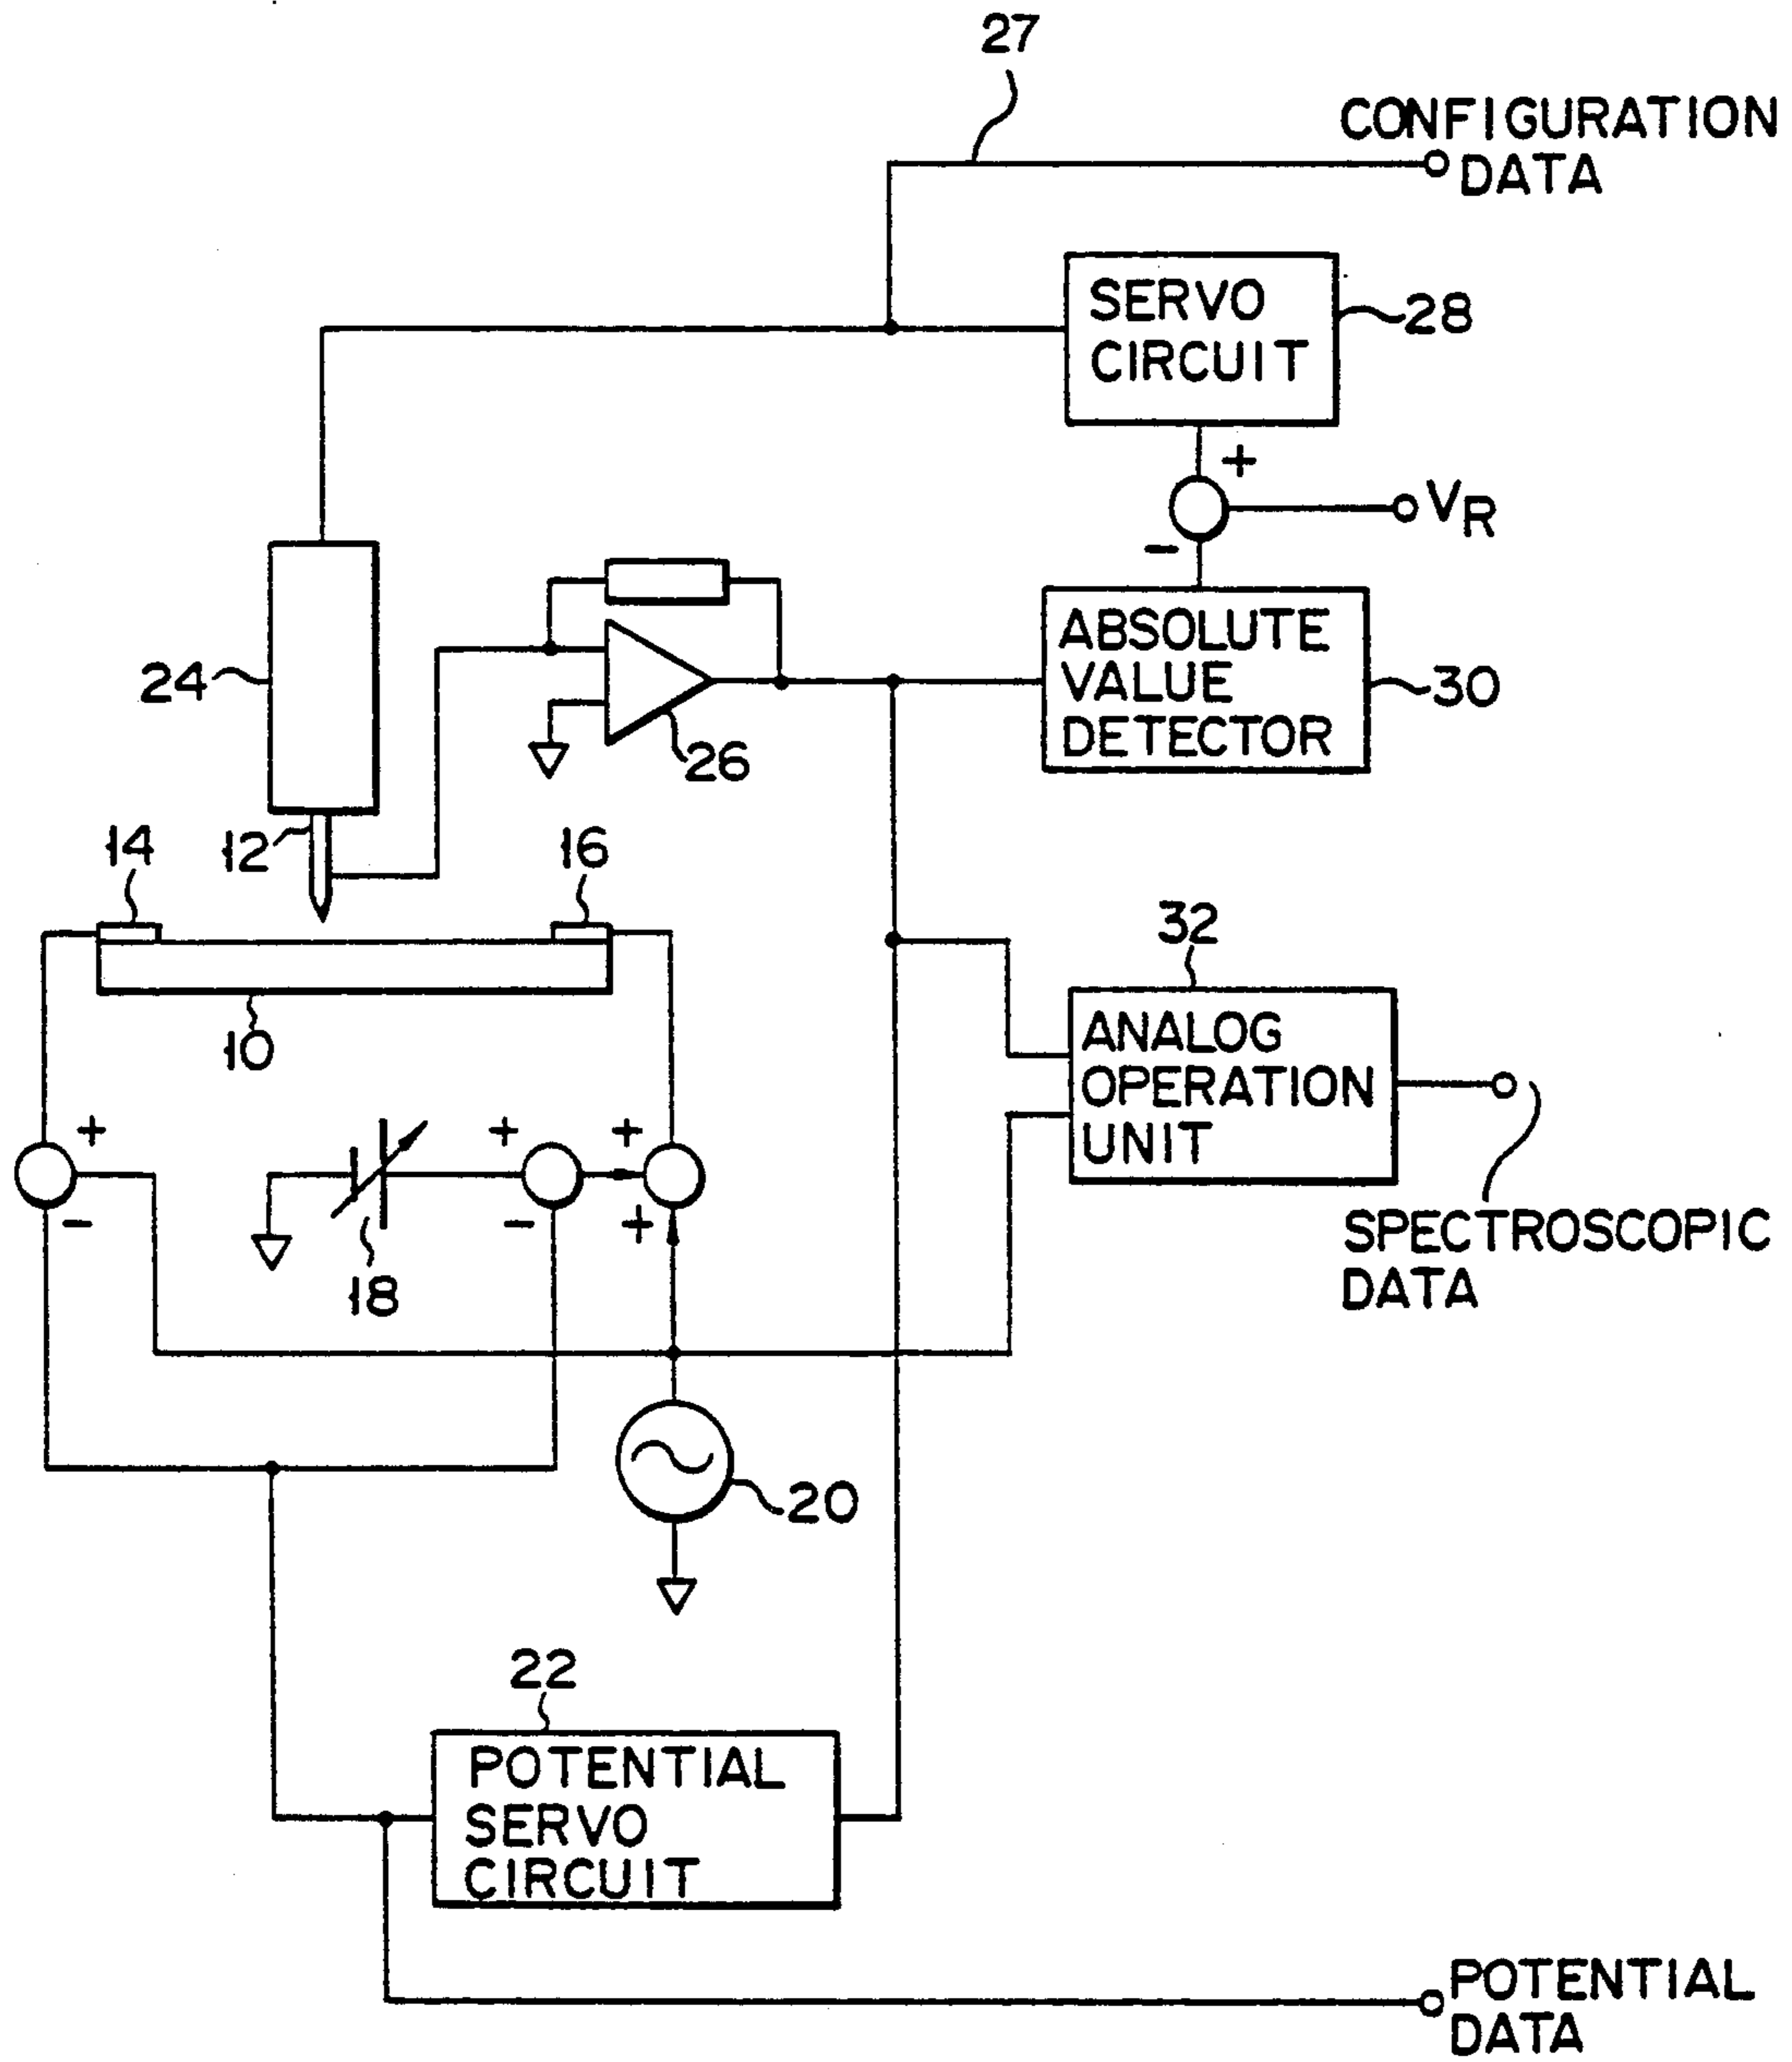 27
CONFIGURATION
DATA
SERVO
CIRCUIT
28
+
VR
-
ABSOLUTE
VALUE
DETECTOR
30
24
26
12
14
16
10
32
ANALOG
OPERATION
UNIT
SPECTROSCOPIC
DATA
+
-
18
+
-
+
+
20
22
POTENTIAL
SERVO
CIRCUIT
POTENTIAL
DATA